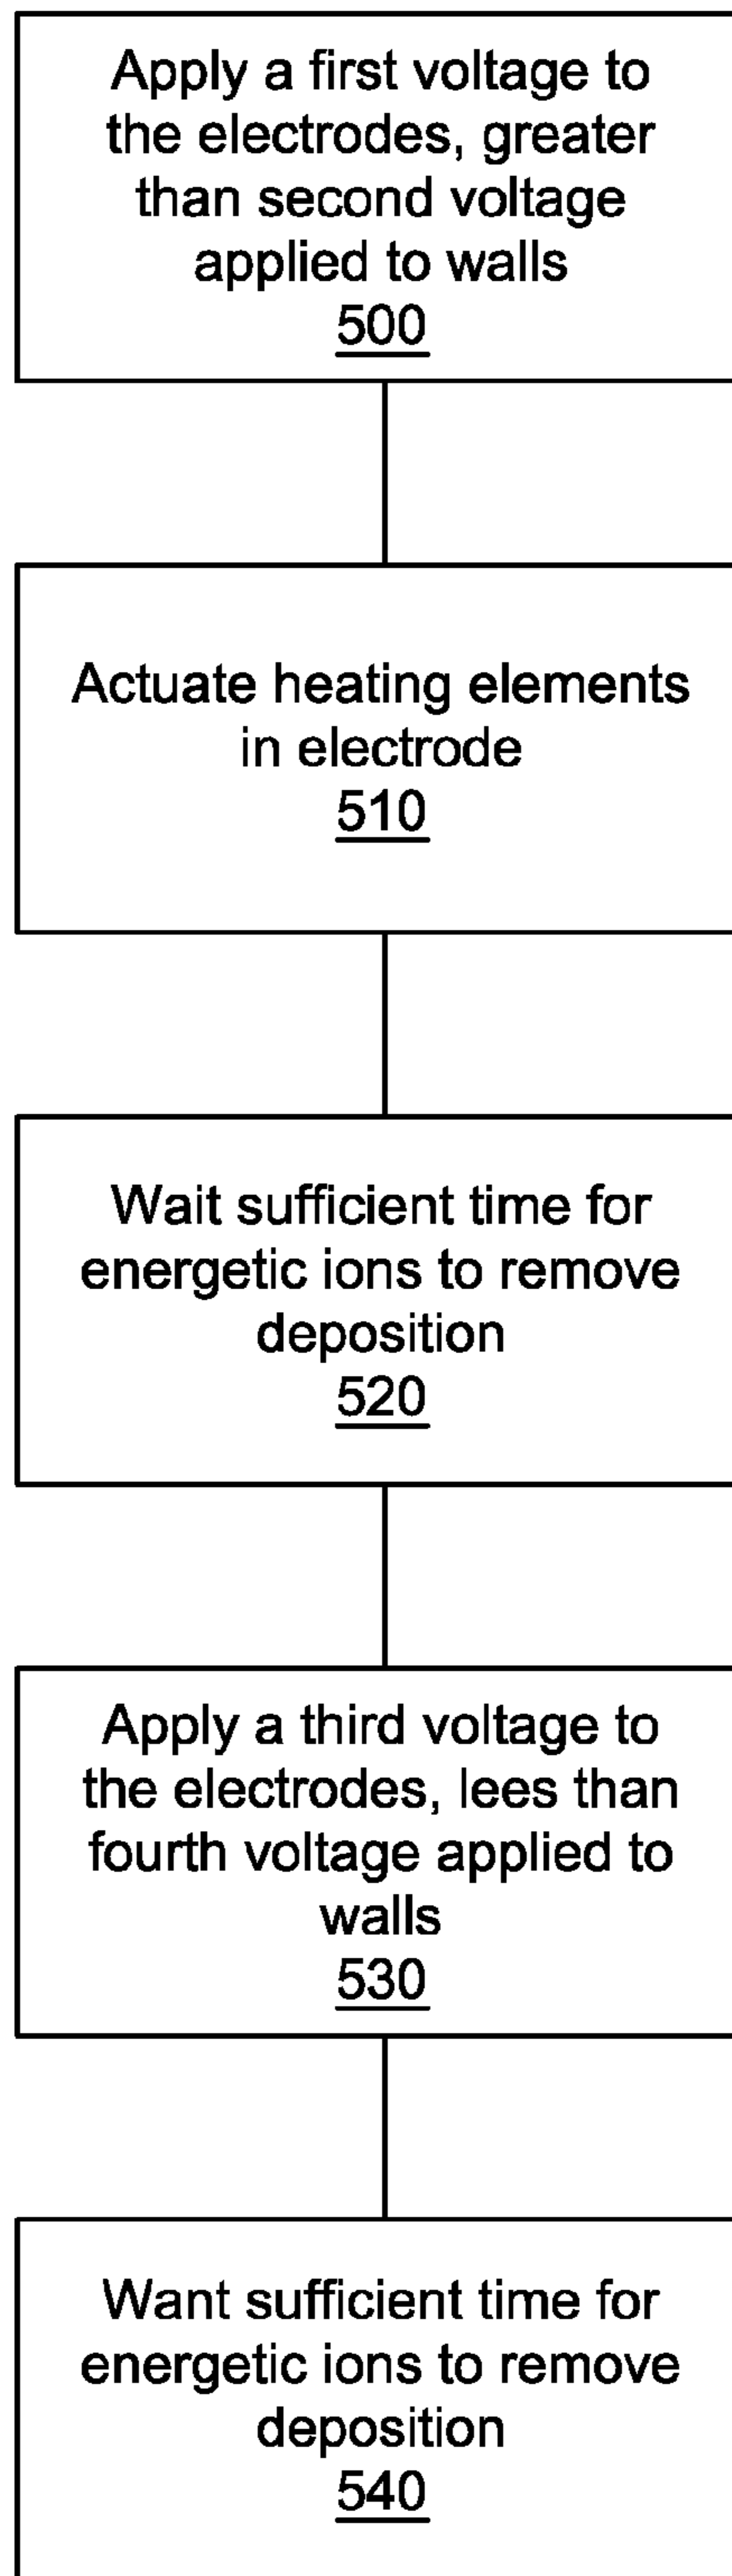 Apply a first voltage to
the electrodes, greater
than second voltage
applied to walls
500
Actuate heating elements
in electrode
510
Wait sufficient time for
energetic ions to remove
deposition
520
Apply a third voltage to
the electrodes, lees than
fourth voltage applied to
walls
530
Want sufficient time for
energetic ions to remove
deposition
540